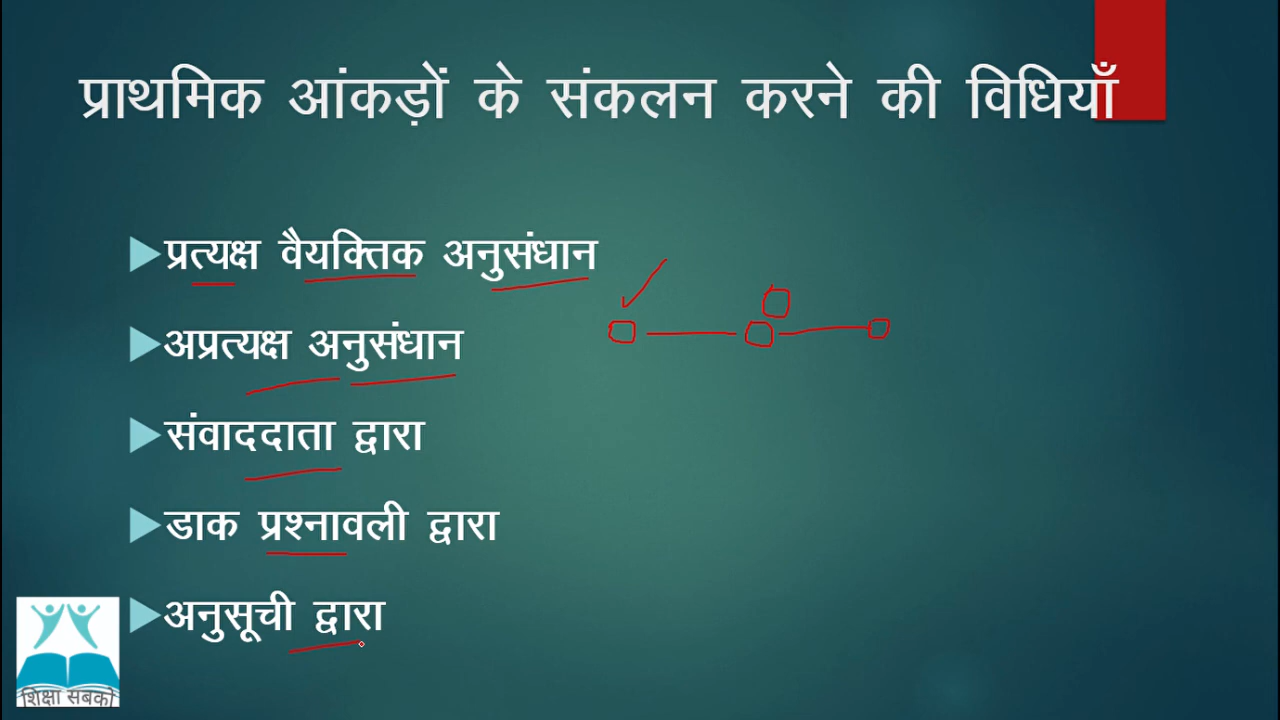 प्राथमिक आंकड़ों के संकलन करने की विधियाँ
प्रत्यक्ष वैयक्तिक अनुसंधान
अप्रत्यक्ष अनुसंधान
संवाददाता द्वारा
डाक प्रश्नावली द्वारा
अनुसूची द्वारा
शिक्षा सबको